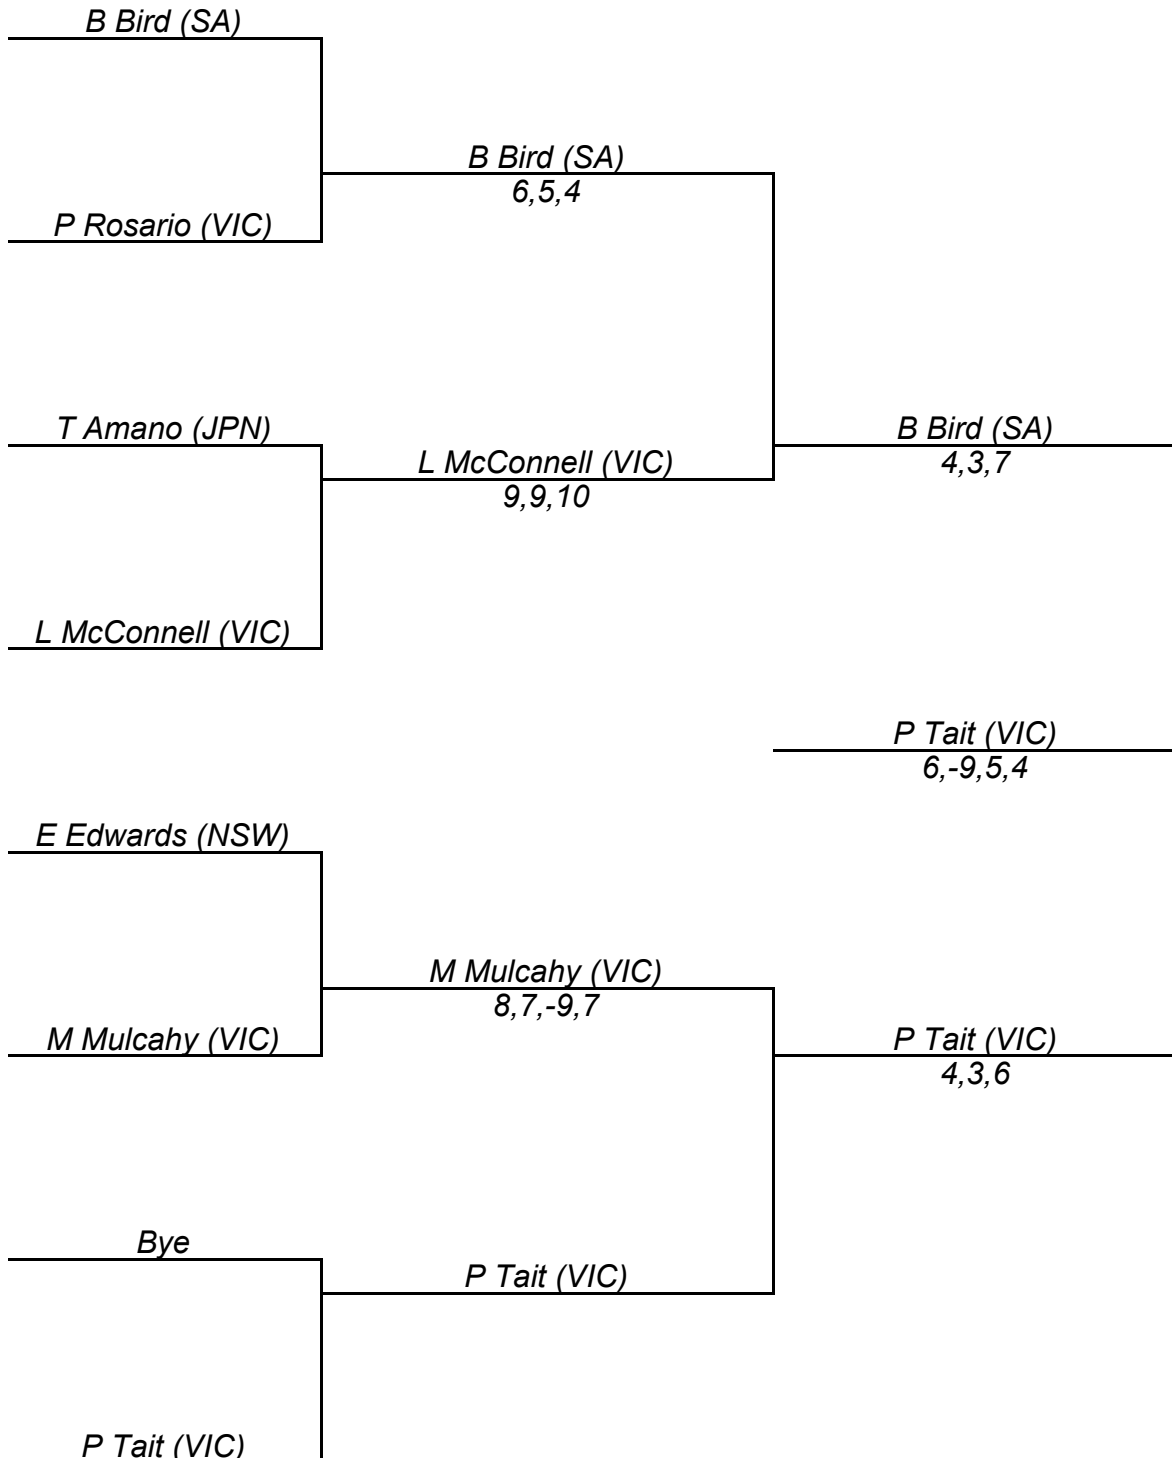 B Bird (SA)
B Bird (SA)
6,5,4
P Rosario (VIC)
T Amano (JPN)
B Bird (SA)
4,3,7
L McConnell (VIC)
9,9,10
L McConnell (VIC)
P Tait (VIC)
6,-9,5,4
E Edwards (NSW)
M Mulcahy (VIC)
8,7,-9,7
M Mulcahy (VIC)
P Tait (VIC)
4,3,6
Bye
P Tait (VIC)
P Tait (VIC)